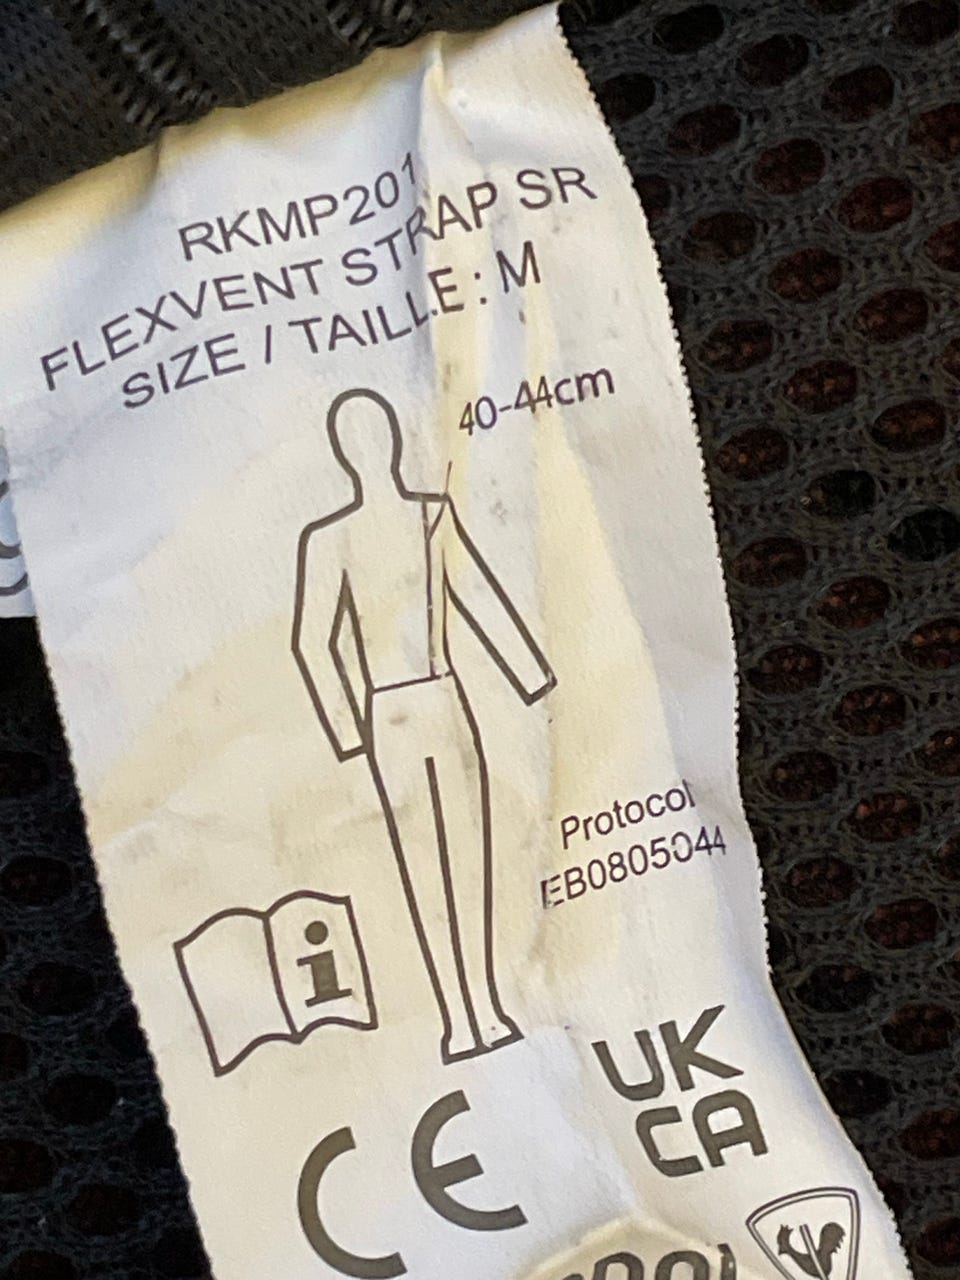 RKMP201
FLEXVENT STRAP SR
SIZE / TAILLE : M
40-44cm
Protocol
EB0805044
i
UK
CA
CE